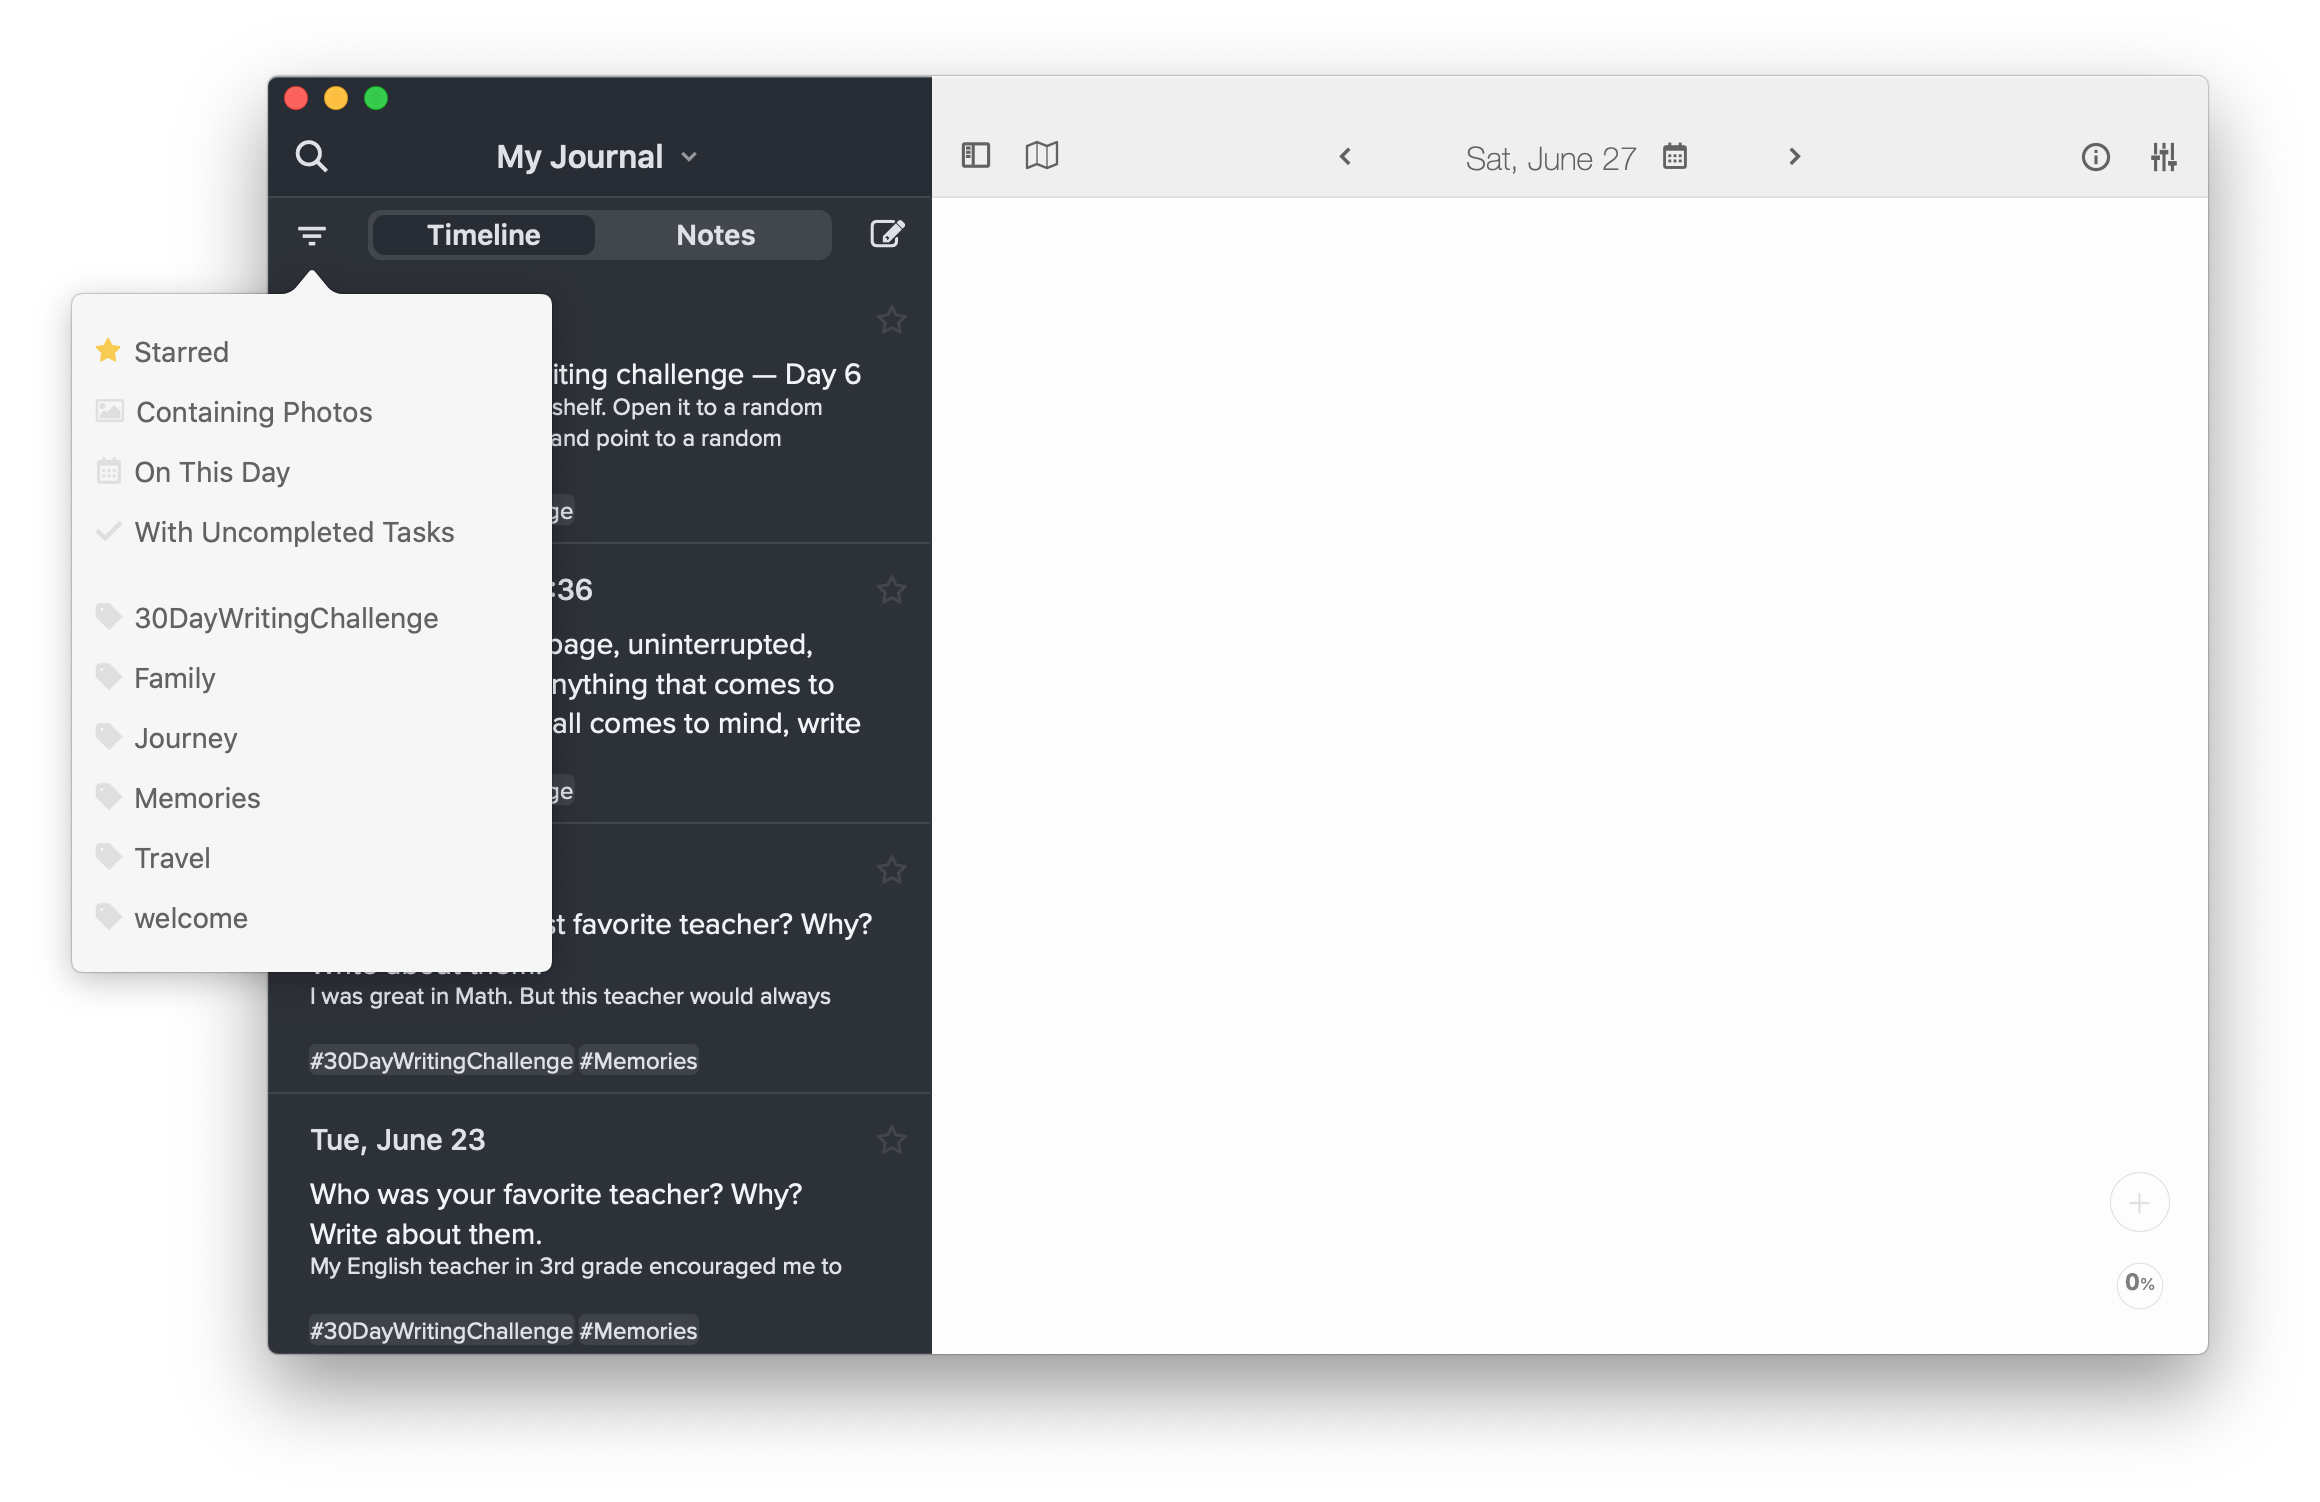 My Journal
Sat, June 27
Timeline
Notes
Starred
Containing Photos
On This Day
With Uncompleted Tasks
30DayWritingChallenge
Family
Journey
Memories
Travel
welcome
challenge — Day 6
shelf. Open it to a random
and point to a random
:36
page, uninterrupted,
that comes to
all comes to mind, write
favorite teacher? Why?
I was great in Math. But this teacher would always
#30DayWritingChallenge #Memories
Tue, June 23
Who was your favorite teacher? Why?
Write about them.
My English teacher in 3rd grade encouraged me to
#30DayWritingChallenge #Memories
0%